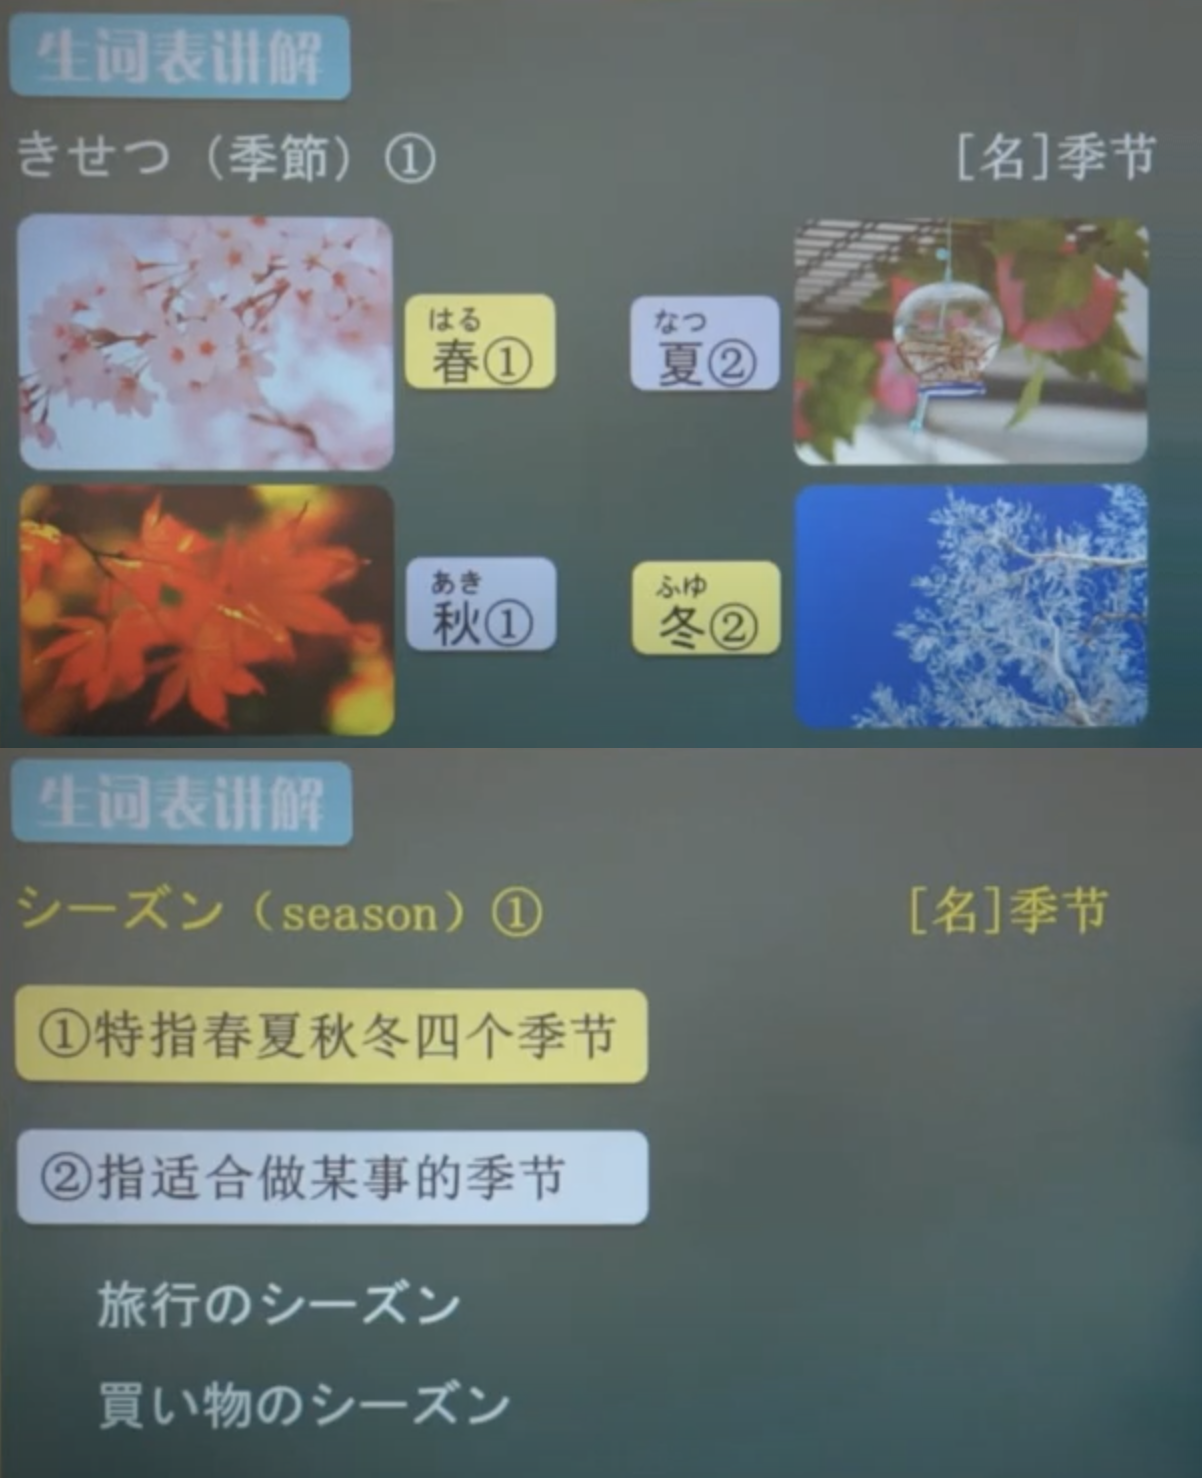 生词表讲解
きせつ（季節）① [名]季节
はる なつ
春① 夏②
あき ふゆ
秋① 冬②
生词表讲解
シーズン（season）① [名]季节
①特指春夏秋冬四个季节
②指适合做某事的季节
旅行のシーズン
買い物のシーズン